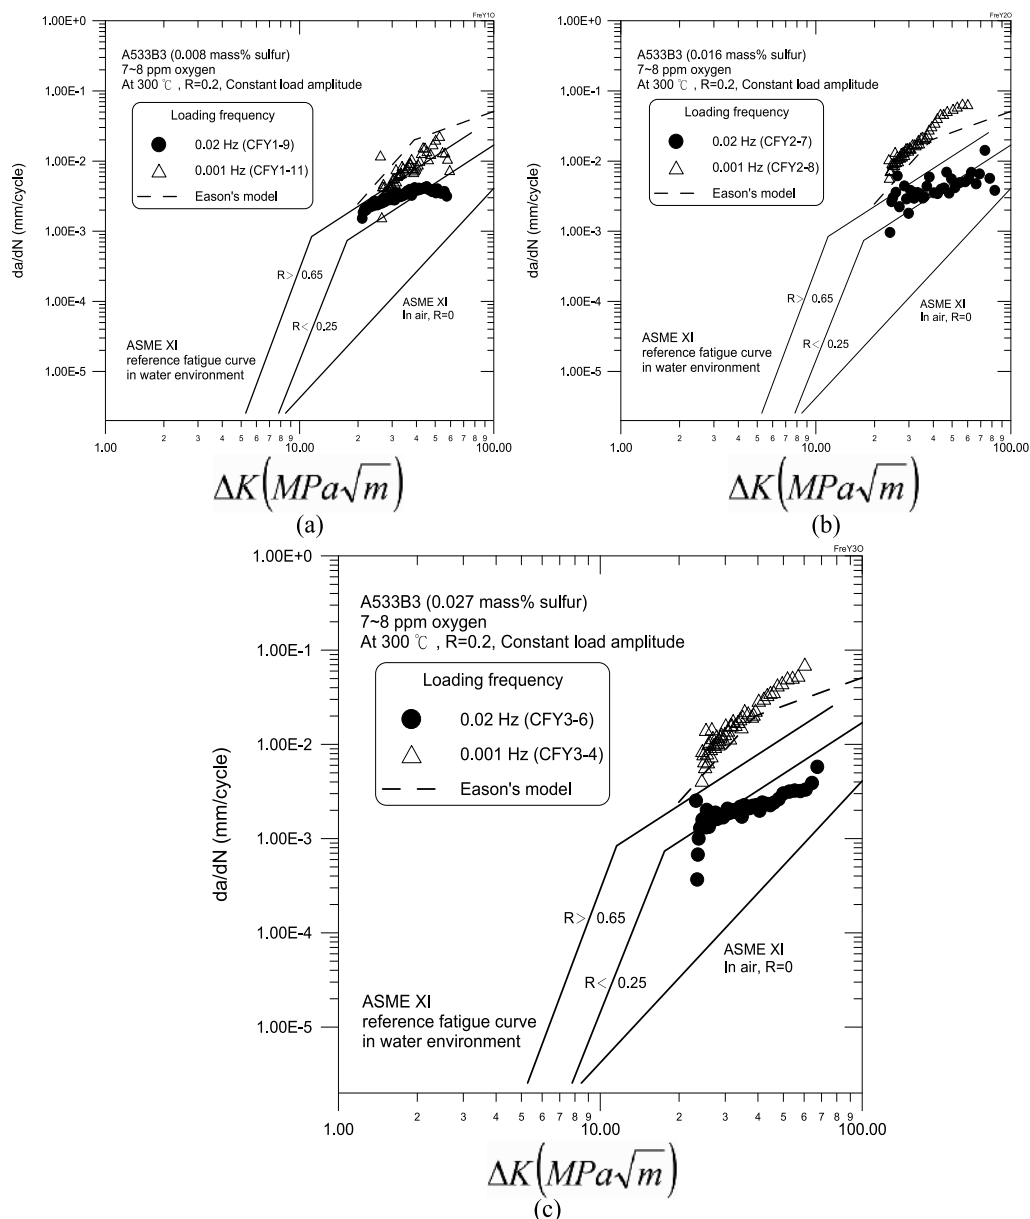 FreY1O
1.00E+0
A533B3 (0.008 mass% sulfur)
7~8 ppm oxygen
At 300 ℃ , R=0.2, Constant load amplitude
1.00E-1
Loading frequency
0.02 Hz (CFY1-9)
0.001 Hz (CFY1-11)
Eason's model
1.00E-2
da/dN (mm/cycle)
1.00E-3
R> 0.65
ASME XI
In air, R=0
1.00E-4
R< 0.25
ASME XI
reference fatigue curve
in water environment
1.00E-5
2 3 4 5 6 7 8 9 2 3 4 5 6 7 8 9
1.00 10.00 100.00
ΔK(MPa√m)
(a)
FreY2O
1.00E+0
A533B3 (0.016 mass% sulfur)
7~8 ppm oxygen
At 300 ℃ , R=0.2, Constant load amplitude
1.00E-1
Loading frequency
0.02 Hz (CFY2-7)
0.001 Hz (CFY2-8)
Eason's model
1.00E-2
da/dN (mm/cycle)
1.00E-3
R> 0.65
ASME XI
In air, R=0
1.00E-4
R< 0.25
ASME XI
reference fatigue curve
in water environment
1.00E-5
2 3 4 5 6 7 8 9 2 3 4 5 6 7 8 9
1.00 10.00 100.00
ΔK(MPa√m)
(b)
FreY3O
1.00E+0
A533B3 (0.027 mass% sulfur)
7~8 ppm oxygen
At 300 ℃ , R=0.2, Constant load amplitude
1.00E-1
Loading frequency
0.02 Hz (CFY3-6)
0.001 Hz (CFY3-4)
Eason's model
1.00E-2
da/dN (mm/cycle)
1.00E-3
R> 0.65
ASME XI
In air, R=0
1.00E-4
R< 0.25
ASME XI
reference fatigue curve
in water environment
1.00E-5
2 3 4 5 6 7 8 9 2 3 4 5 6 7 8 9
1.00 10.00 100.00
ΔK(MPa√m)
(c)